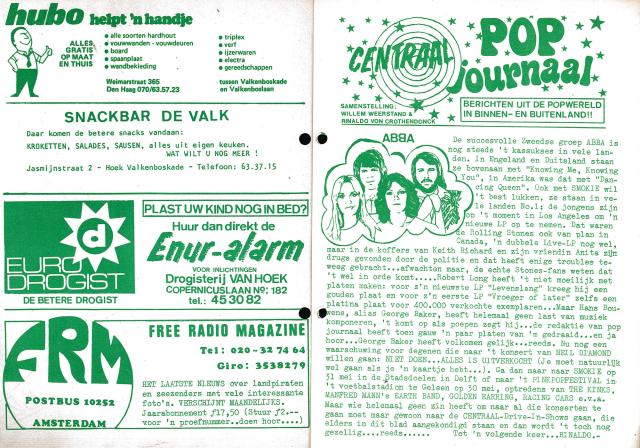 hubo helpt 'n handje
ALLES
GRATIS
OP MAAT
EN THUIS
• alle soorten hardhout
• vouwwanden - vouwdeuren
• board
• spaanplaat
• wandbekleding
• triplex
• verf
• ijzerwaren
• electra
• gereedschappen
Weimarstraat 365
Den Haag 070/63.57.23
tussen Valkenboskade
en Valkenboslaan
SNACKBAR DE VALK
Daar komen de betere snacks vandaan:
KROKETTEN, SALADES, SAUSEN, alles uit eigen keuken.
WAT WILT U NOG MEER !
Jasmijnstraat 2 - Hoek Valkenboskade - Telefoon: 63.37.15
d
EURO
DROGIST
DE BETERE DROGIST
PLAST UW KIND NOG IN BED?
Huur dan direkt de
Enur-alarm
VOOR INLICHTINGEN
Drogisterij VAN HOEK
COPERNICUSLAAN Nº: 182
tel.: 45 30 82
ARM
POSTBUS 10252
AMSTERDAM
FREE RADIO MAGAZINE
Tel: 020-32 74 64
Giro: 3538279
HET LAATSTE NIEUWS over landpiraten
en seezenders met vele interessante
foto's. VERSCHIJNT MAANDELIJKS.
Jaarabonnement ƒ17,50 (Stuur ƒ2.--
voor 'n proefnummer..doen hoor....)
CENTRAAL POP
journaal
SAMENSTELLING:
WILLEM WEERSTAND &
RINALDO VON CROTHENDONCK
BERICHTEN UIT DE POPWERELD
IN BINNEN- EN BUITENLAND!!
ABBA
De succesvolle Zweedse groep ABBA is
nog steeds 't kassukses in vele lan-
den. In Engeland en Duitsland staan
ze bovenaan met "Knowing Me, Knowing
You", in Amerika was dat met "Dan-
cing Queen". Ook met SMOKIE wil
't best lukken, ze staan in ve-
le landen No.1; de jongens zijn
op 't moment in Los Angeles om 'n
nieuwe LP op te nemen. Dat waren
de Rolling Stones ook van plan in
Canada, 'n dubbele Live-LP nog wel,
maar in de koffers van Keith Richard en zijn vriendin Anita zijn
drugs gevonden door de politie en dat heeft enige troubles te-
weeg gebracht...afwachten maar, de echte Stones-fans weten dat
't wel in orde komt.....Robert Long heeft 't niet moeilijk met
platen maken: voor z'n nieuwste LP "Levenslang" kreeg hij een
gouden plaat en voor z'n eerste LP "Vroeger of later" zelfs een
platina plaat voor 400.000 verkochte exemplaren...Maar Hans Bou-
wens, alias George Baker, heeft helemaal geen last van muziek
komponeren, 't komt op als poepen zegt hij...de redaktie van pop
journaal heeft toen gauw 'n paar platen van 'm gedraaid...en ja
hoor...George Baker heeft volkomen gelijk...reeds. Nu nog een
waarschuwing voor degenen die naar 't konsert van NEIL DIAMOND
willen gaan: NIET DOEN...ALLES IS UITVERKOCHT (Je moet natuurlijk
wel gaan als je 'n kaartje hebt...). Ga dan maar naar SMOKIE op
31 mei in de Stadsdoelen in Delft of naar 't PINKPOPFESTIVAL in
't voetbalstadion te Geleen op 30 mei, optreden van THE KINKS,
MANFRED MANN's EARTH BAND, GOLDEN EARRING, RACING CARS e.v.a.
Maar wie helemaal geen zin heeft om naar al die konserten te
gaan moet maar gewoon naar de CENTRAAL-Drive-In-Shows gaan, die
elders in dit blad aangekondigd staan en dan wordt 't toch nog
gezellig....reeds...... Tot 'n volgende keer...RINALDO.